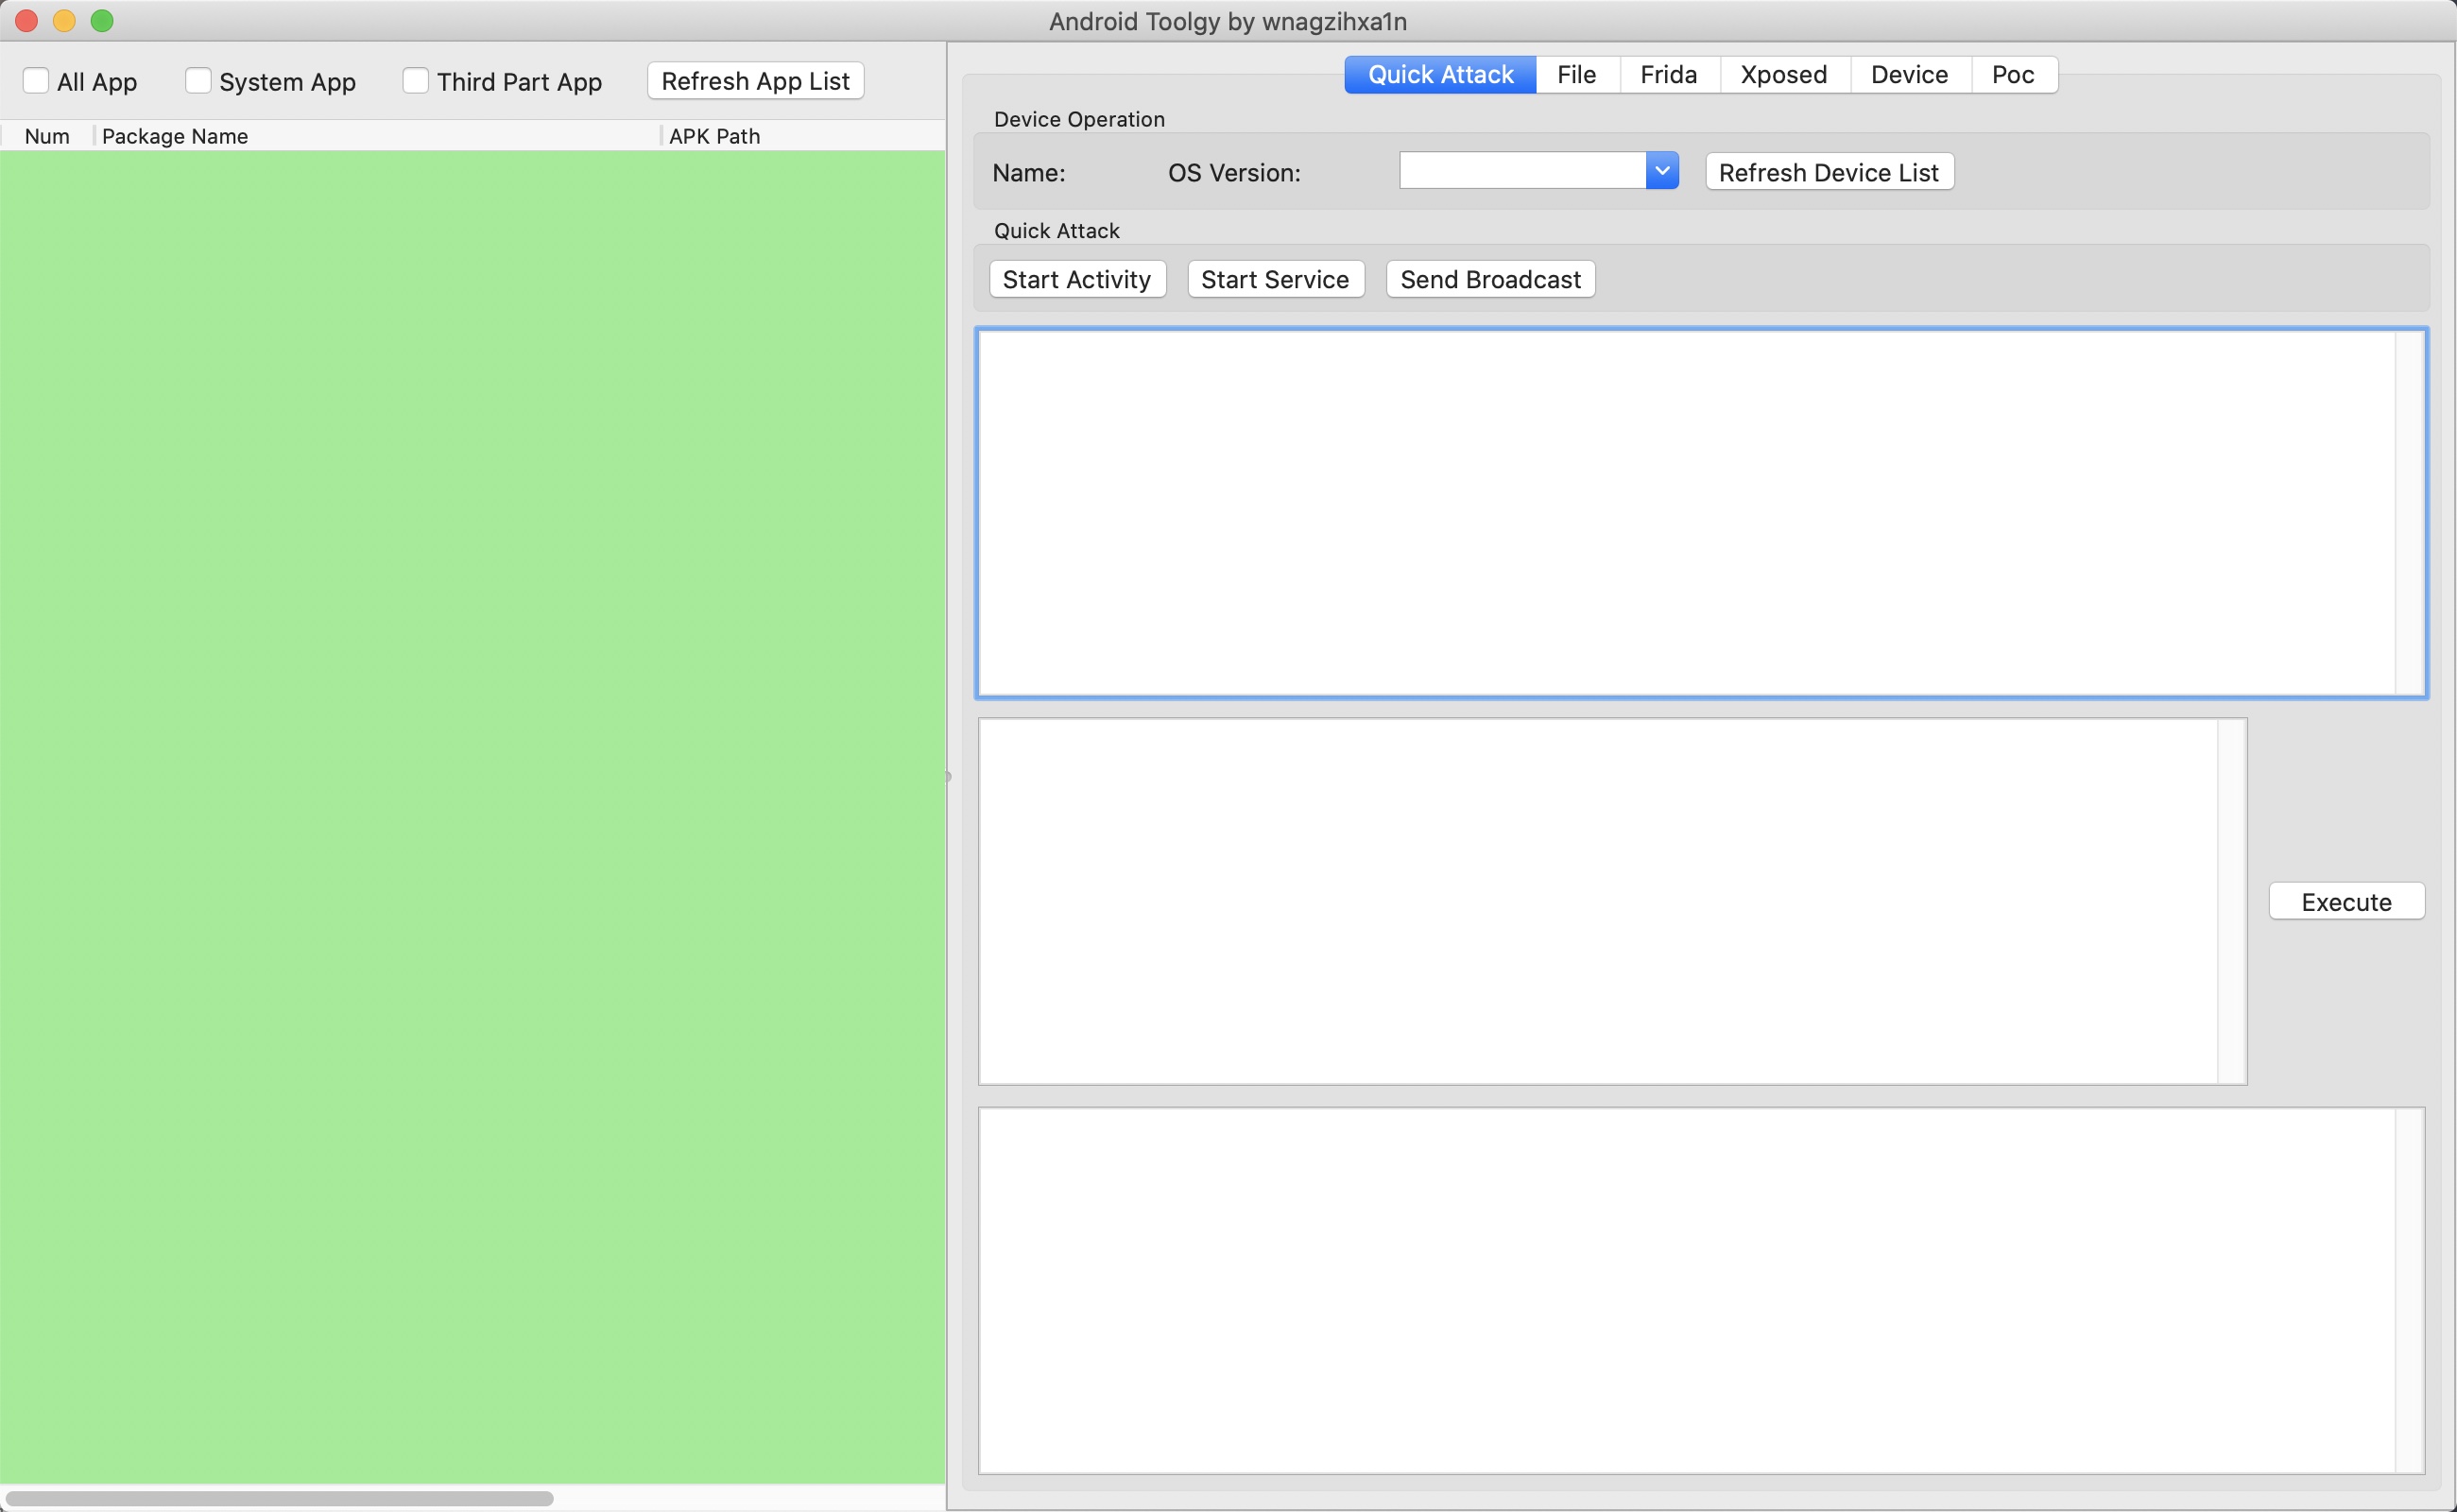 Android Toolgy by wnagzihxa1n
All App System App Third Part App Refresh App List
Num Package Name APK Path
Quick Attack File Frida Xposed Device Poc
Device Operation
Name: OS Version: Refresh Device List
Quick Attack
Start Activity Start Service Send Broadcast
Execute